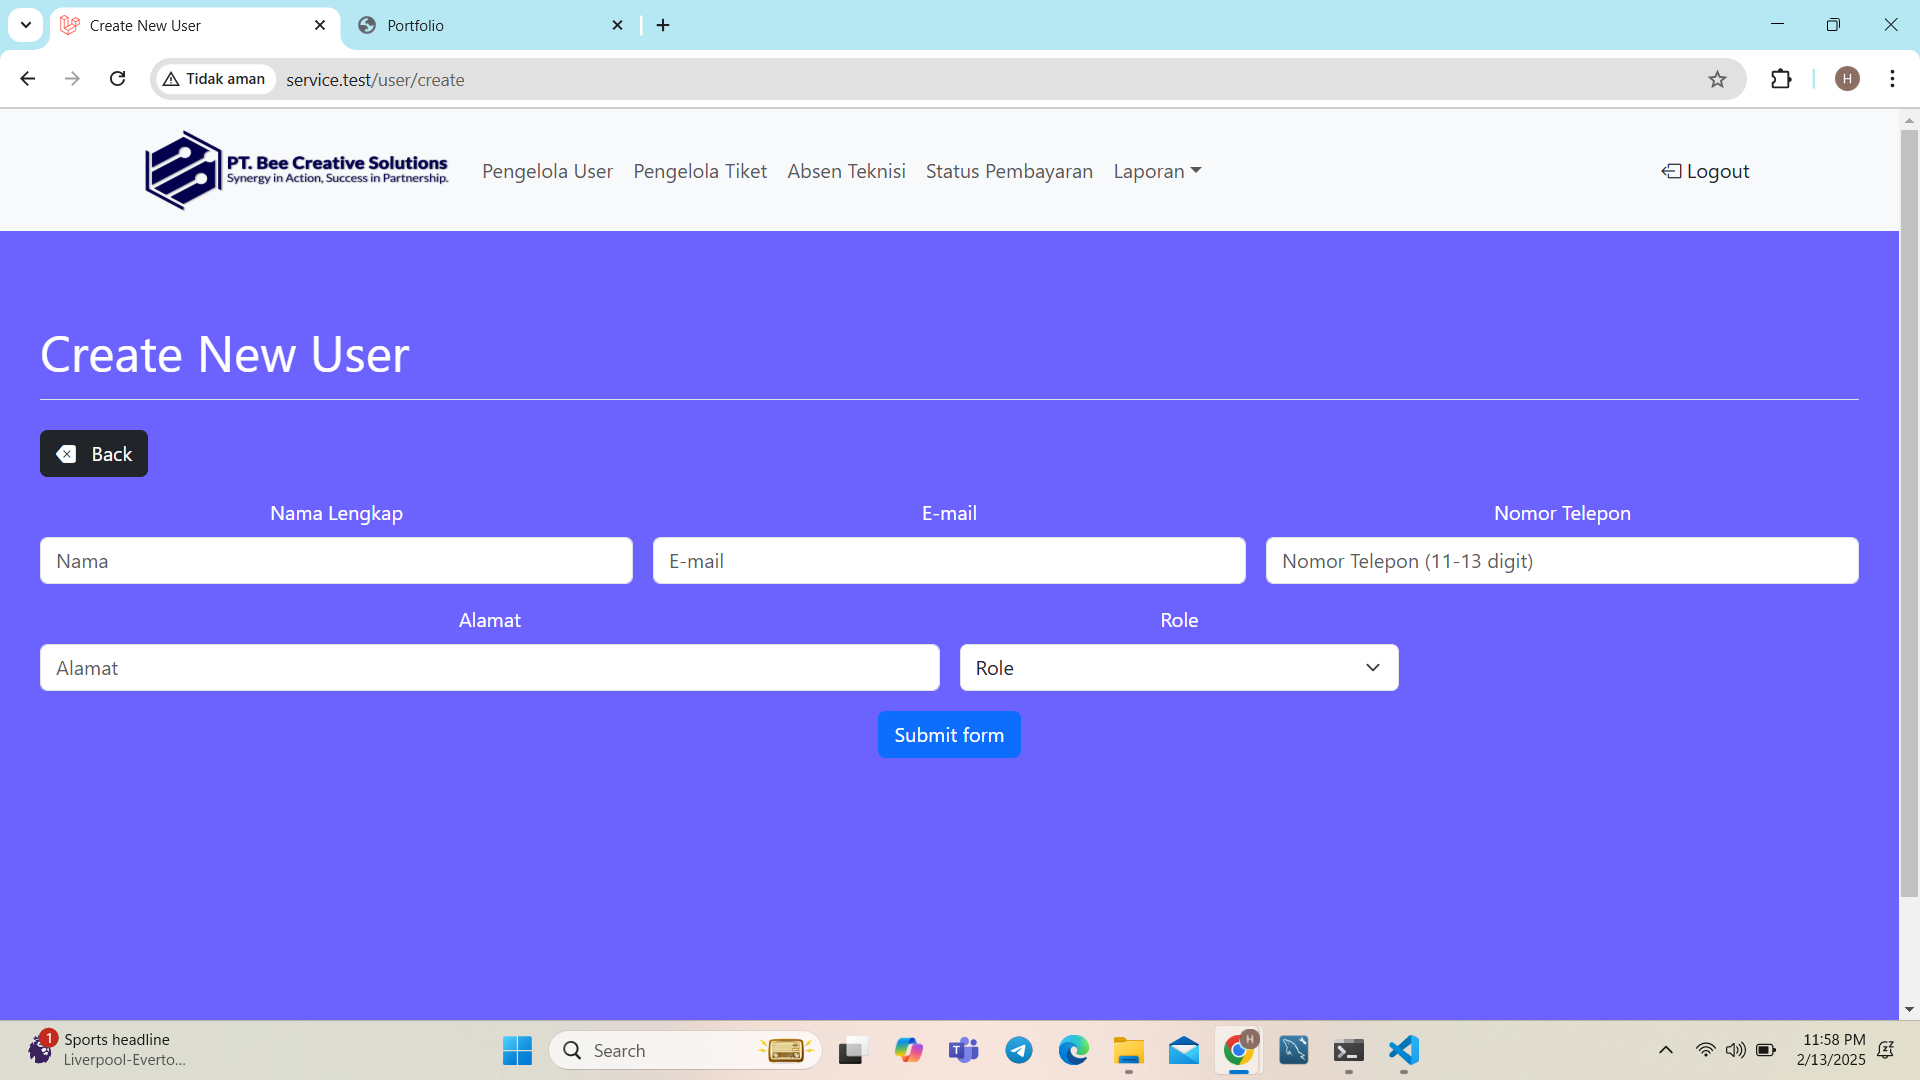 Create New User
Portfolio
Tidak aman
service.test/user/create
H
PT. Bee Creative Solutions
Synergy in Action, Success in Partnership.
Pengelola User
Pengelola Tiket
Absen Teknisi
Status Pembayaran
Laporan
Logout
Create New User
Back
Nama Lengkap
E-mail
Nomor Telepon
Nama
E-mail
Nomor Telepon (11-13 digit)
Alamat
Role
Alamat
Role
Submit form
1
Sports headline
Liverpool-Everto...
Search
H
11:58 PM
2/13/2025